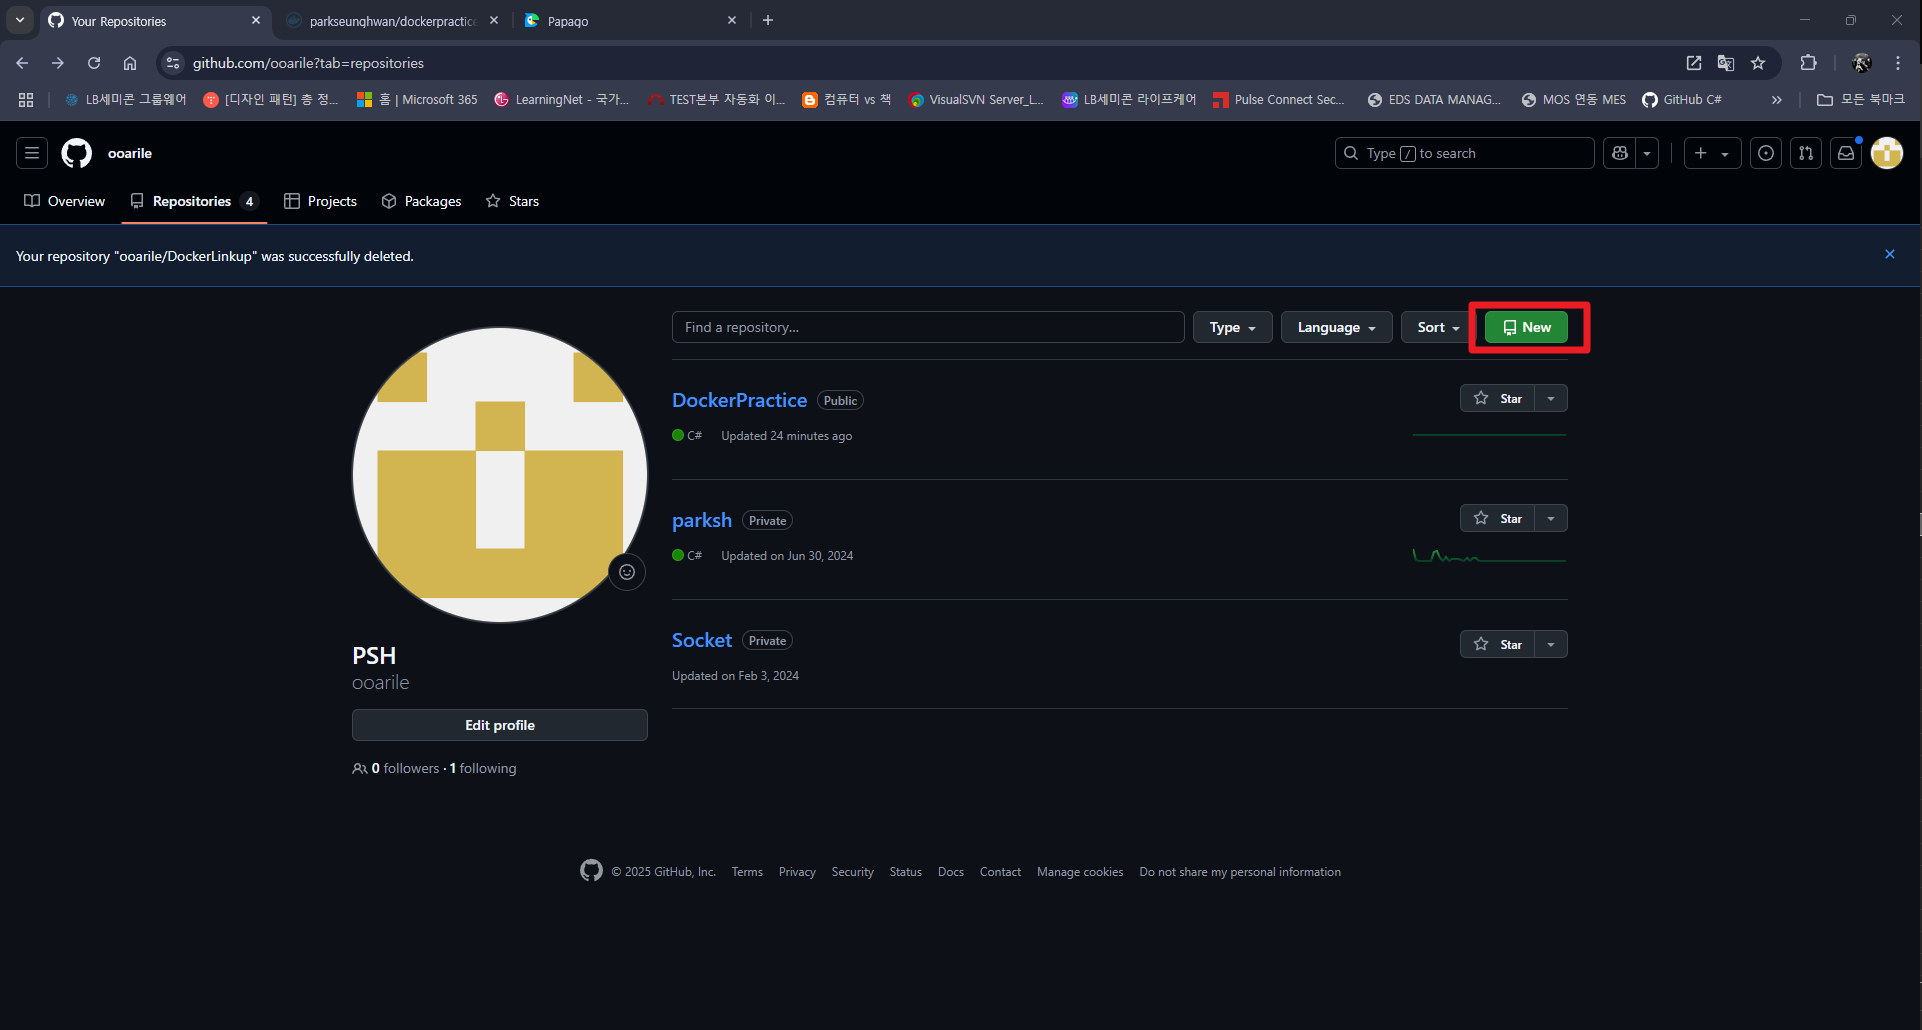 Your Repositories
parkseunghwan/dockerpractice
Papago
github.com/ooarile?tab=repositories
LB세미콘 그룹웨어
[디자인 패턴] 총 정...
홈 | Microsoft 365
LearningNet - 국가...
TEST본부 자동화 이...
컴퓨터 vs 책
VisualSVN Server_L...
LB세미콘 라이프케어
Pulse Connect Sec...
EDS DATA MANAG...
MOS 연동 MES
GitHub C#
모든 북마크
ooarile
Type / to search
Overview
Repositories 4
Projects
Packages
Stars
Your repository "ooarile/DockerLinkup" was successfully deleted.
Find a repository...
Type
Language
Sort
New
DockerPractice Public
Star
C# Updated 24 minutes ago
parksh Private
Star
C# Updated on Jun 30, 2024
Socket Private
Star
Updated on Feb 3, 2024
PSH
ooarile
Edit profile
0 followers · 1 following
© 2025 GitHub, Inc. Terms Privacy Security Status Docs Contact Manage cookies Do not share my personal information